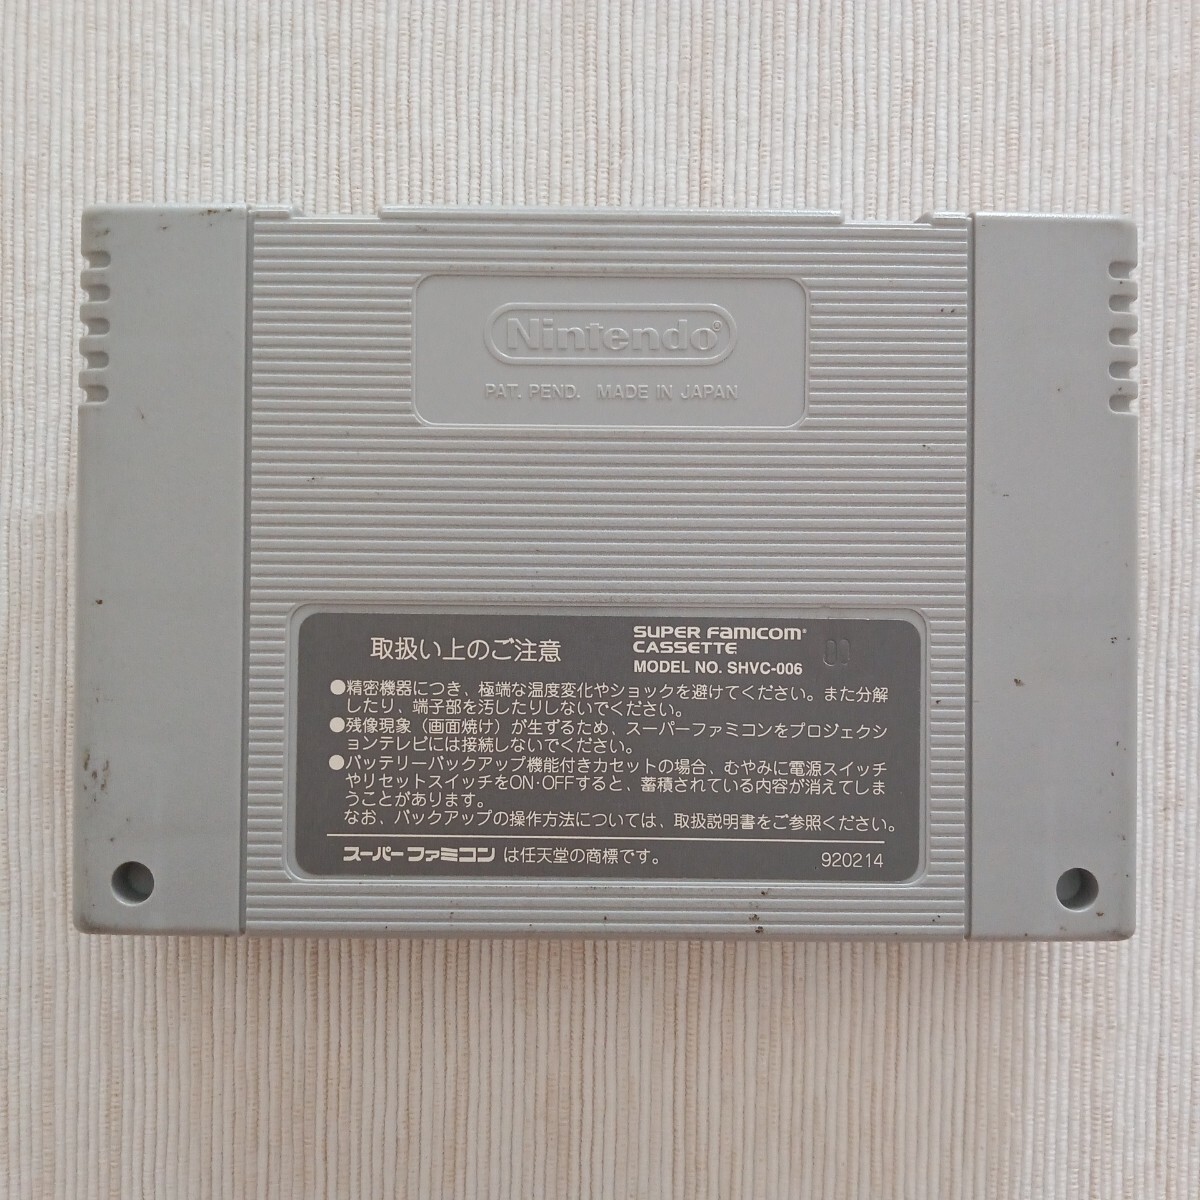 Nintendo®
PAT. PEND. MADE IN JAPAN
取扱い上のご注意
SUPER FAMICOM®
CASSETTE
MODEL NO. SHVC-006
00
●精密機器につき、極端な温度変化やショックを避けてください。また分解
したり、端子部を汚したりしないでください。
●残像現象（画面焼け）が生ずるため、スーパーファミコンをプロジェクシ
ョンテレビには接続しないでください。
●バッテリーバックアップ機能付きカセットの場合、むやみに電源スイッチ
やリセットスイッチをON・OFFすると、蓄積されている内容が消えてしま
うことがあります。
なお、バックアップの操作方法については、取扱説明書をご参照ください。
スーパーファミコン は任天堂の商標です。
920214